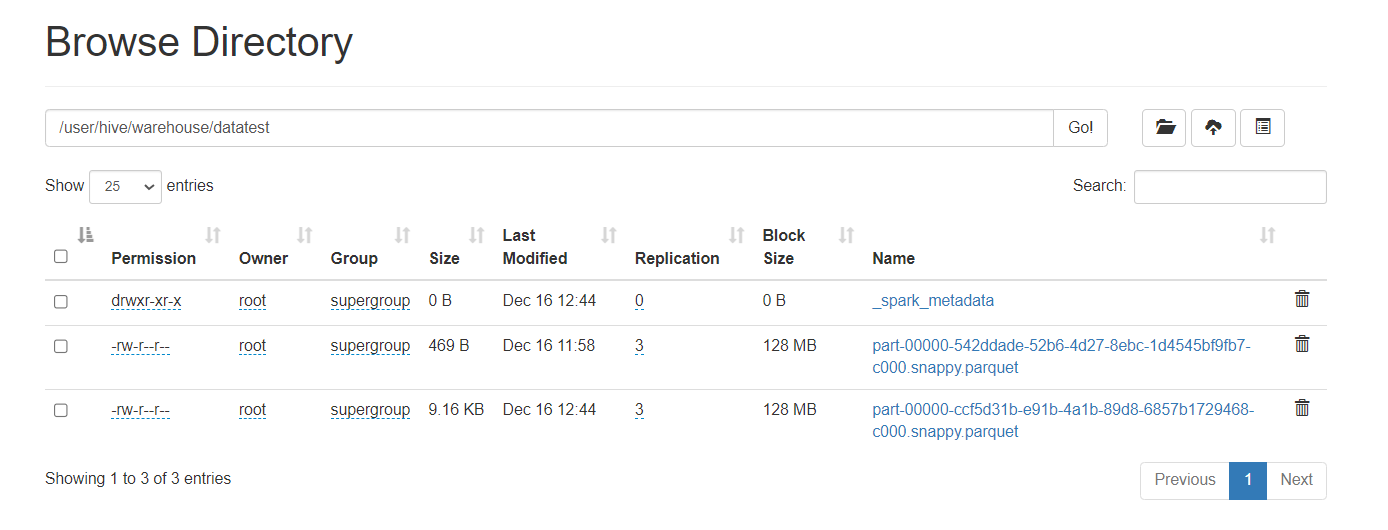 Browse Directory
/user/hive/warehouse/datatest Go!
Show 25 entries Search:
Permission Owner Group Size Last Modified Replication Block Size Name
drwxr-xr-x root supergroup 0 B Dec 16 12:44 0 0 B _spark_metadata
-rw-r--r-- root supergroup 469 B Dec 16 11:58 3 128 MB part-00000-542ddade-52b6-4d27-8ebc-1d4545bf9fb7-
c000.snappy.parquet
-rw-r--r-- root supergroup 9.16 KB Dec 16 12:44 3 128 MB part-00000-ccf5d31b-e91b-4a1b-89d8-6857b1729468-
c000.snappy.parquet
Showing 1 to 3 of 3 entries Previous 1 Next